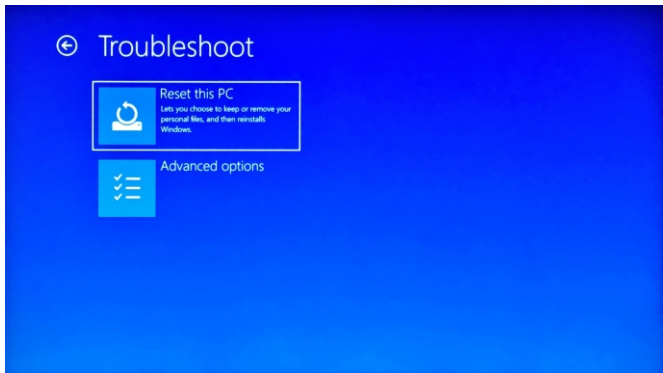 Troubleshoot
Reset this PC
Lets you choose to keep or remove your
personal files, and then reinstalls
Windows.
Advanced options